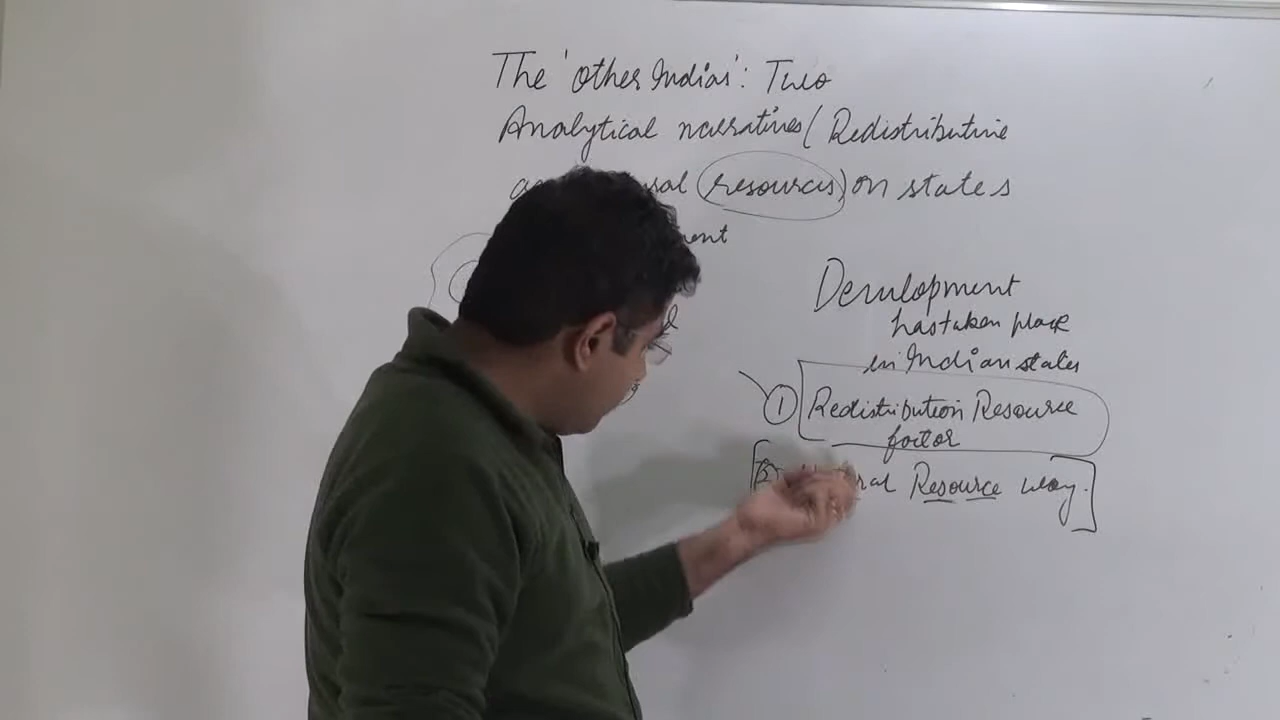 The 'other Indias': Two
Analytical narratives (Redistributive
resources) on states
Development
has taken place
in Indian states
① Redistribution Resource
factor
② Resource way.